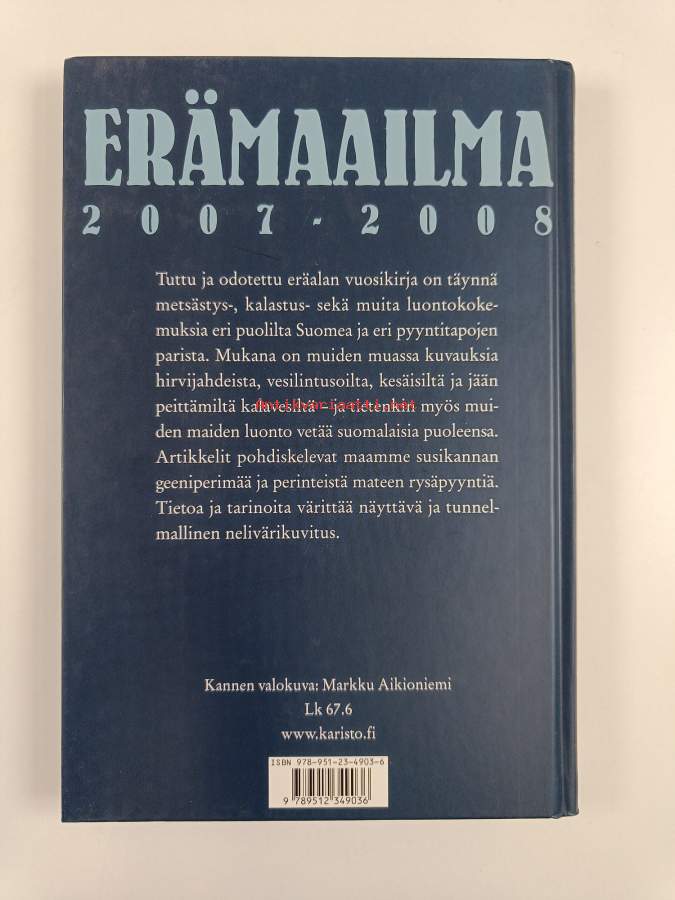 ERÄMAAILMA
2007-2008
Tuttu ja odotettu eräalan vuosikirja on täynnä
metsästys-, kalastus- sekä muita luontokoke-
muksia eri puolilta Suomea ja eri pyyntitapojen
parista. Mukana on muiden muassa kuvauksia
hirvijahdeista, vesilintusoilta, kesäisiltä ja jään
peittämiltä kalavesiltä – ja tietenkin myös mui-
den maiden luonto vetää suomalaisia puoleensa.
Artikkelit pohdiskelevat maamme susikannan
geeniperimää ja perinteistä mateen rysäpyyntiä.
Tietoa ja tarinoita värittää näyttävä ja tunnel-
mallinen nelivärikuvitus.
Antikvariaatti.net
Kannen valokuva: Markku Aikioniemi
Lk 67.6
www.karisto.fi
ISBN 978-951-23-4903-6
9 789512 349036